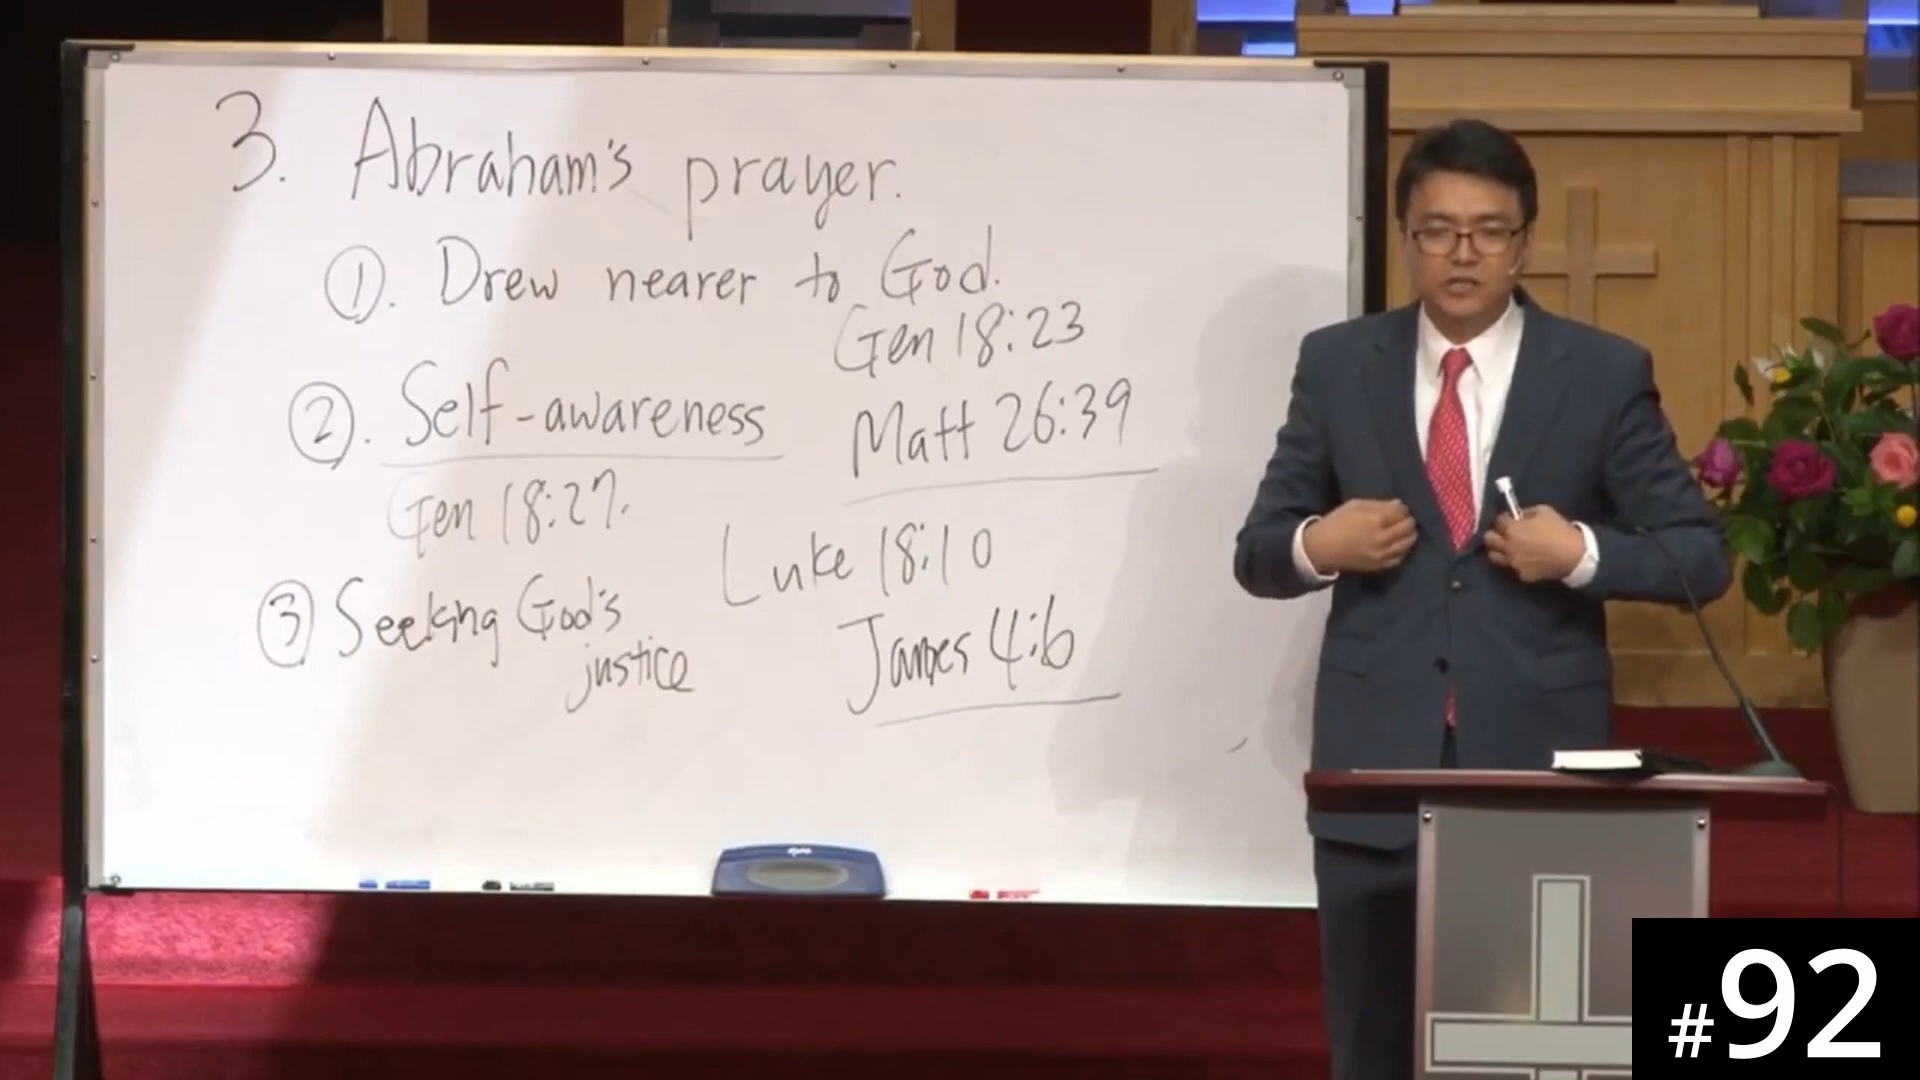 3. Abraham's prayer.
①. Drew nearer to God.
Gen 18:23
②. Self-awareness
Matt 26:39
Gen 18:27.
Luke 18:10
③ Seeking God's
justice
James 4:6
#92